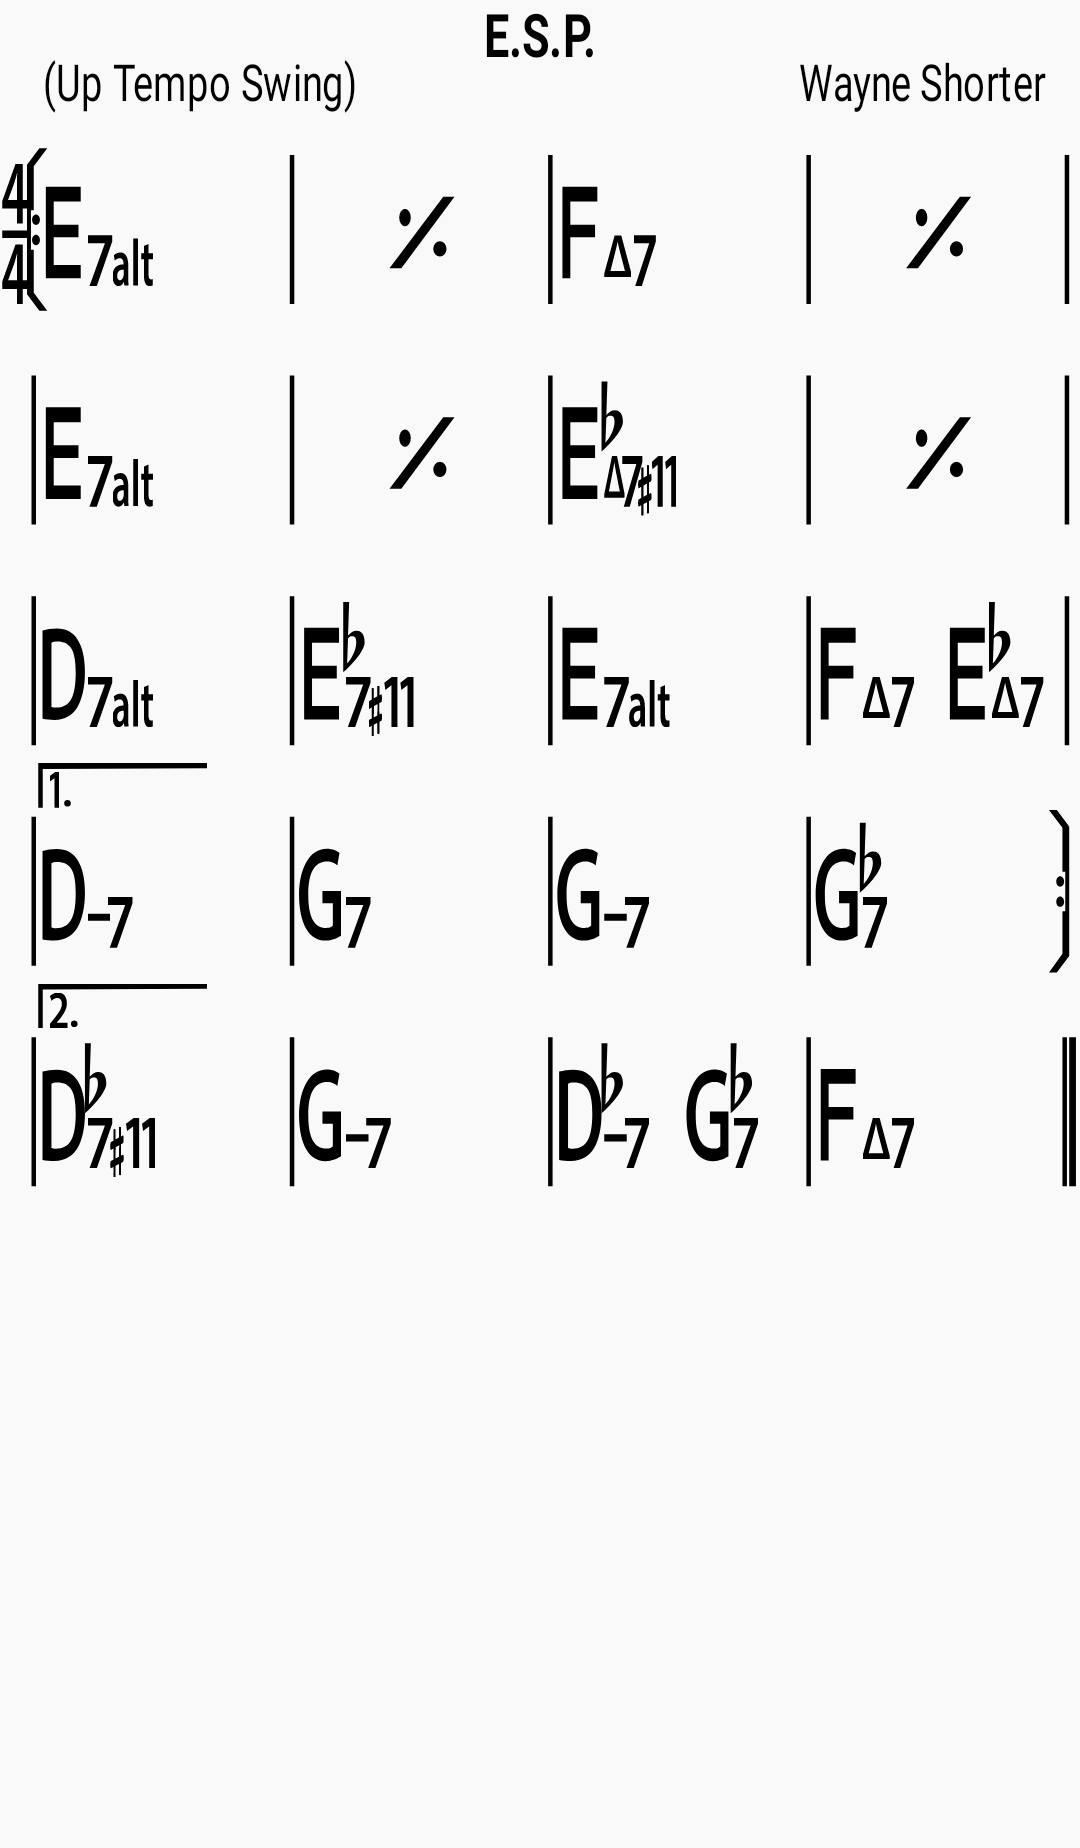 E.S.P.
(Up Tempo Swing) Wayne Shorter
4/4 E7alt 𝄎 FΔ7 𝄎
E7alt 𝄎 E♭Δ7♯11 𝄎
D7alt E♭7♯11 E7alt FΔ7 E♭Δ7
1.
D–7 G7 G–7 G♭7
2.
D♭7♯11 G–7 D♭–7 G♭7 FΔ7